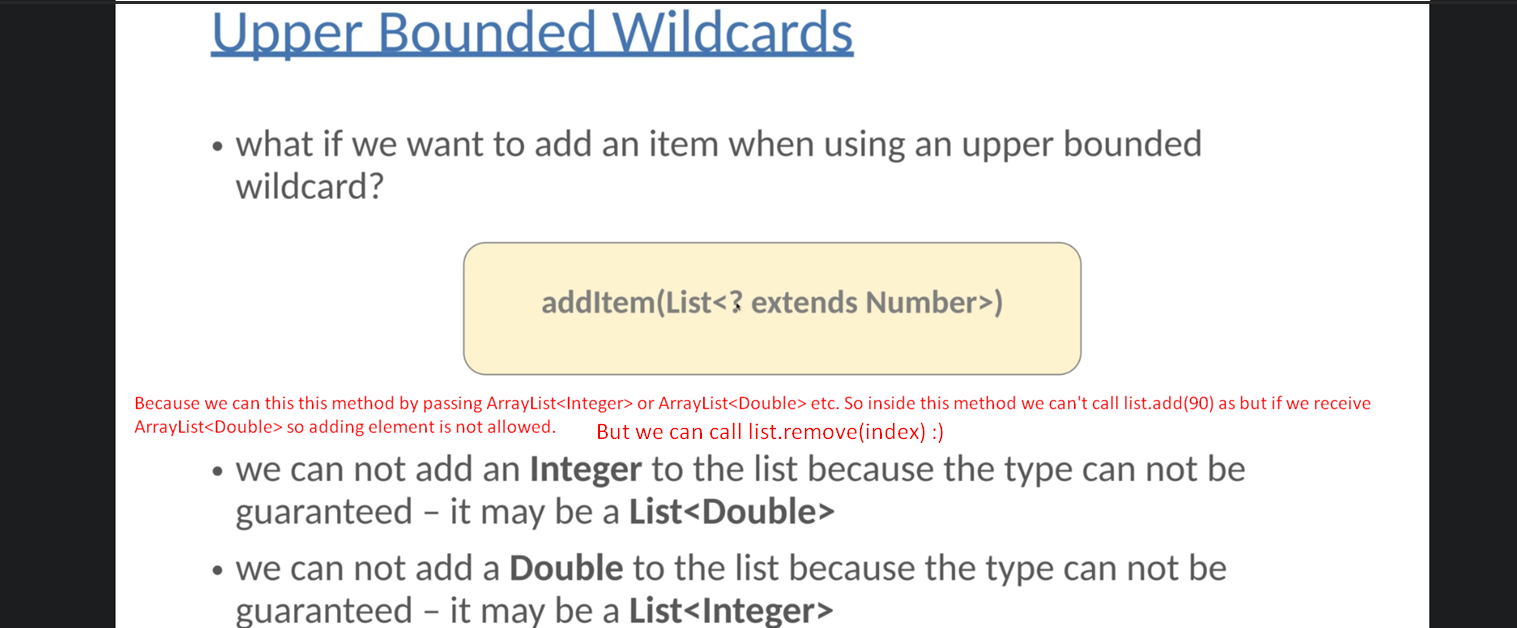 Upper Bounded Wildcards
• what if we want to add an item when using an upper bounded
wildcard?
addItem(List<? extends Number>)
Because we can this this method by passing ArrayList<Integer> or ArrayList<Double> etc. So inside this method we can't call list.add(90) as but if we receive
ArrayList<Double> so adding element is not allowed. But we can call list.remove(index) :)
• we can not add an Integer to the list because the type can not be
guaranteed – it may be a List<Double>
• we can not add a Double to the list because the type can not be
guaranteed – it may be a List<Integer>